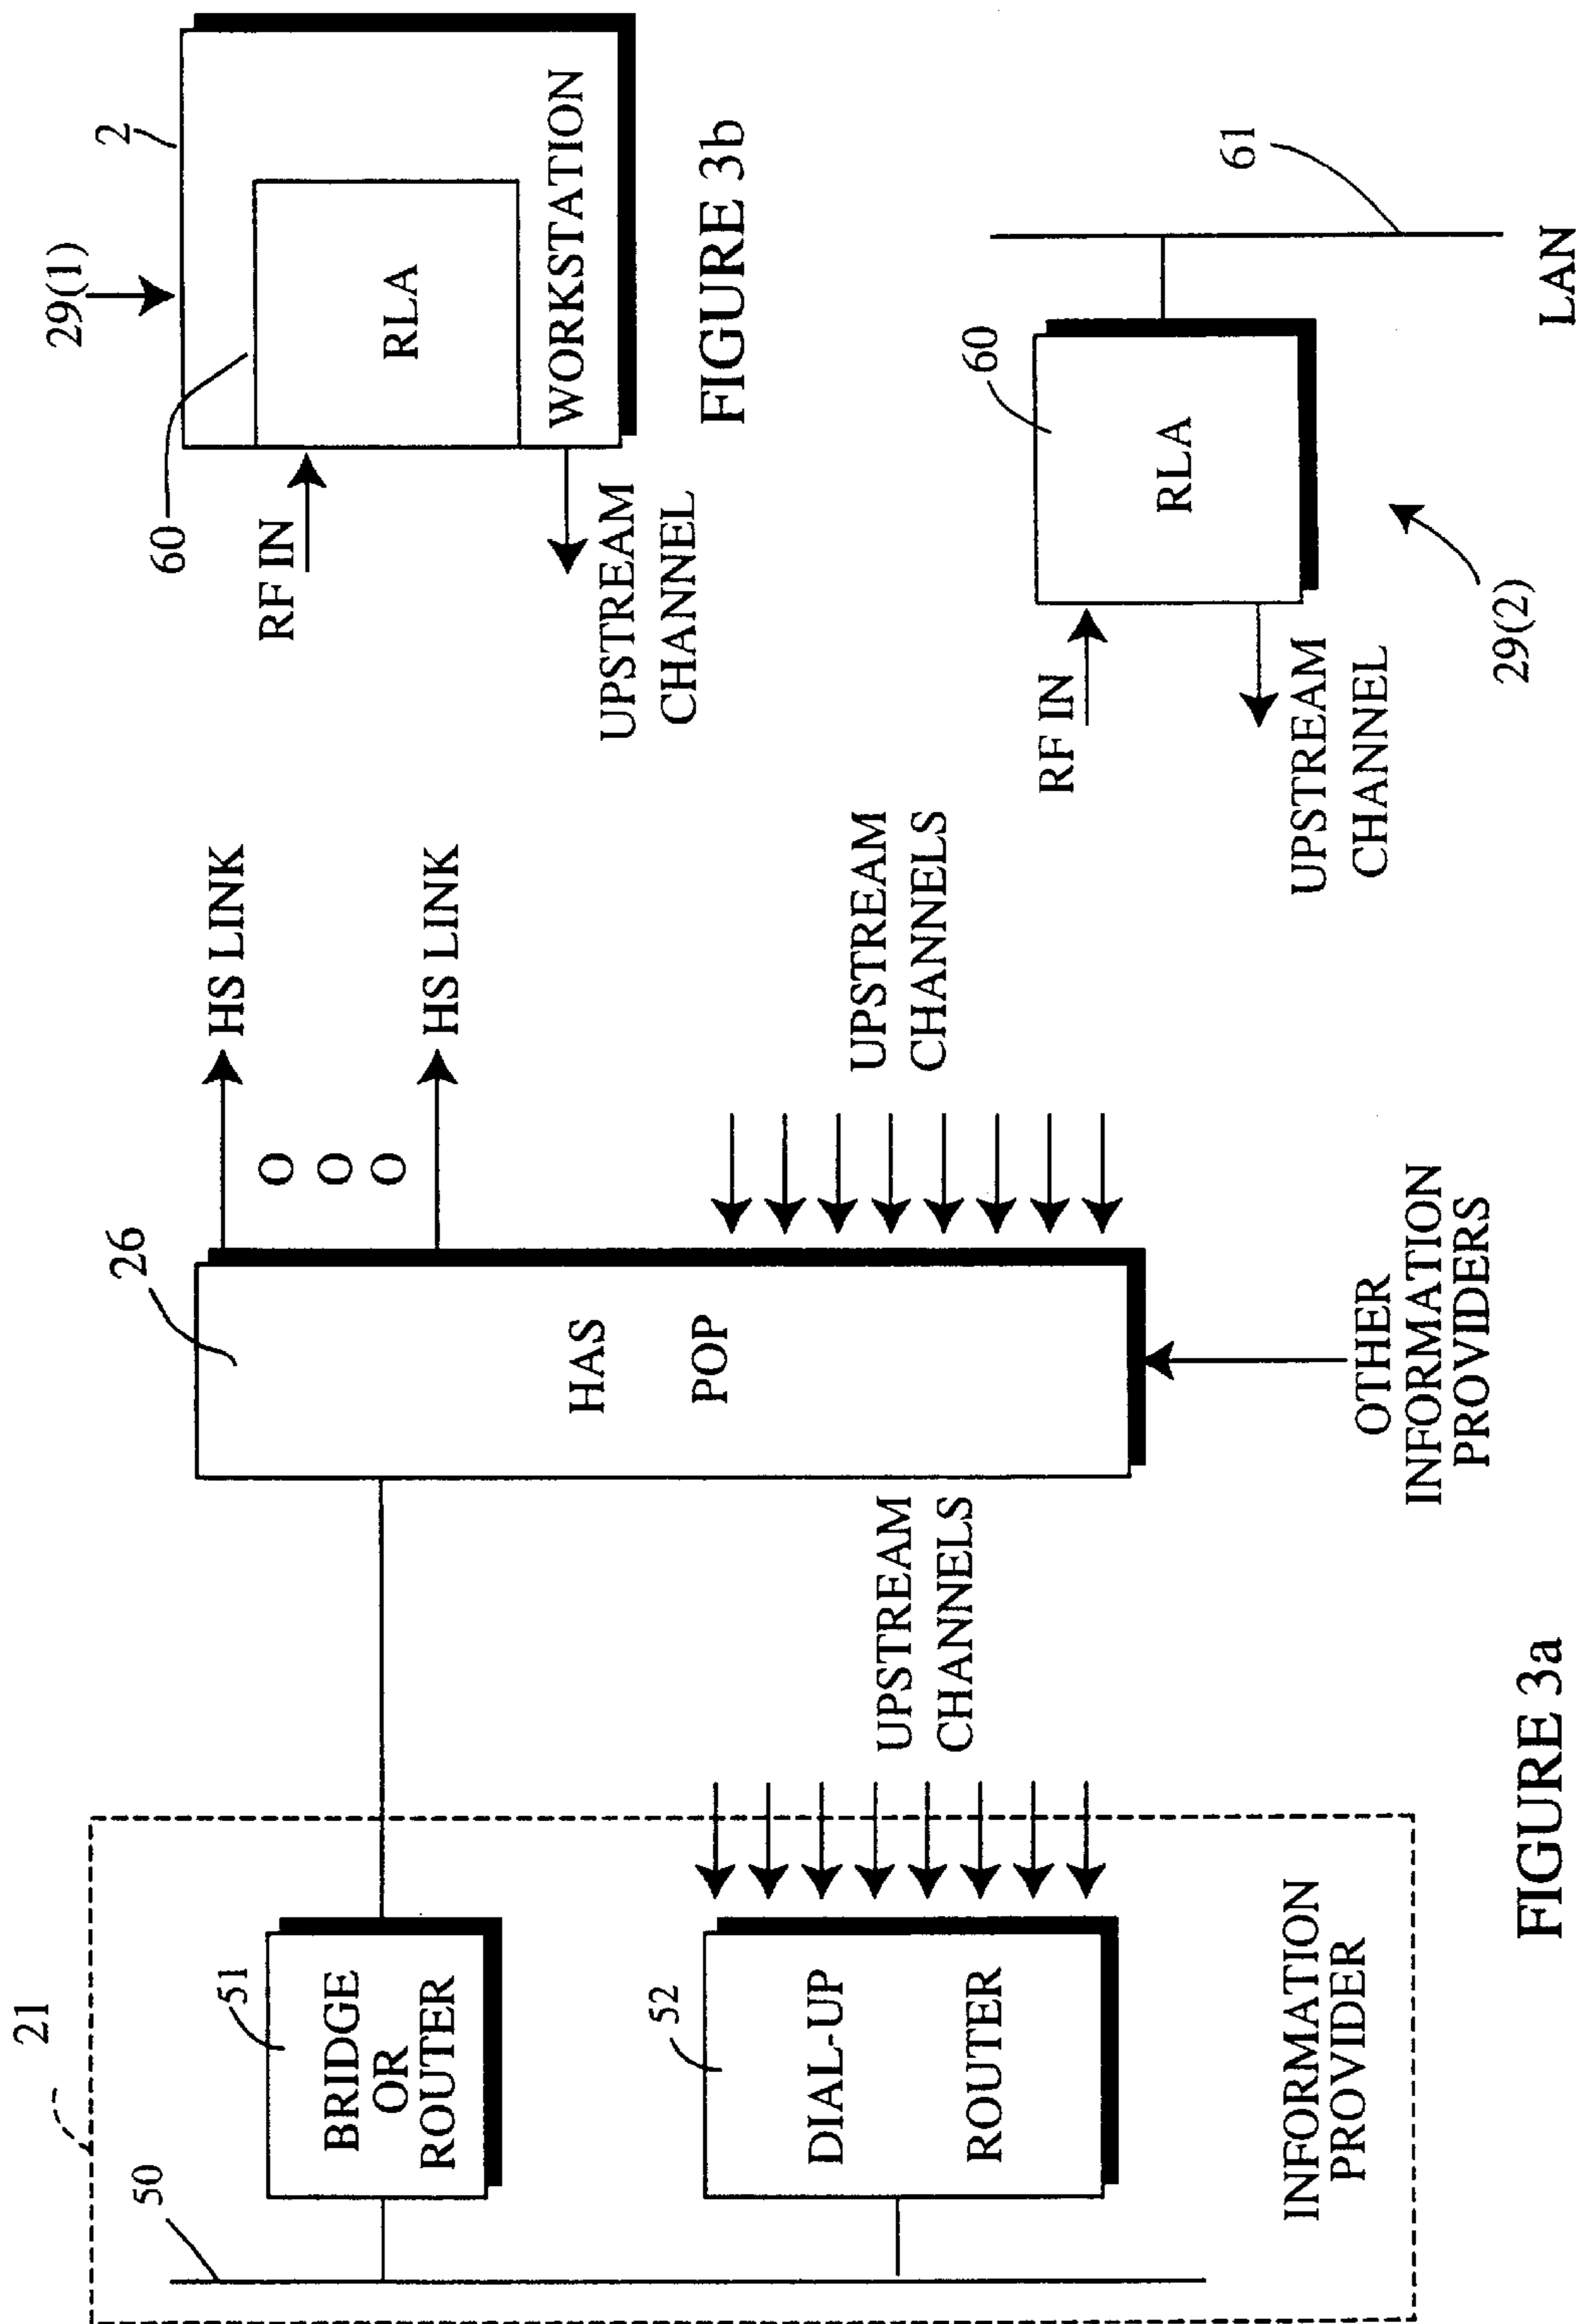 21
50
51
BRIDGE
OR
ROUTER
52
DIAL-UP
ROUTER
INFORMATION
PROVIDER
UPSTREAM
CHANNELS
26
HAS
POP
OTHER
INFORMATION
PROVIDERS
HS LINK
O
O
O
HS LINK
UPSTREAM
CHANNELS
FIGURE 3a
29(1)
2
60
RLA
WORKSTATION
RF IN
UPSTREAM
CHANNEL
FIGURE 3b
60
RLA
RF IN
UPSTREAM
CHANNEL
29(2)
61
LAN